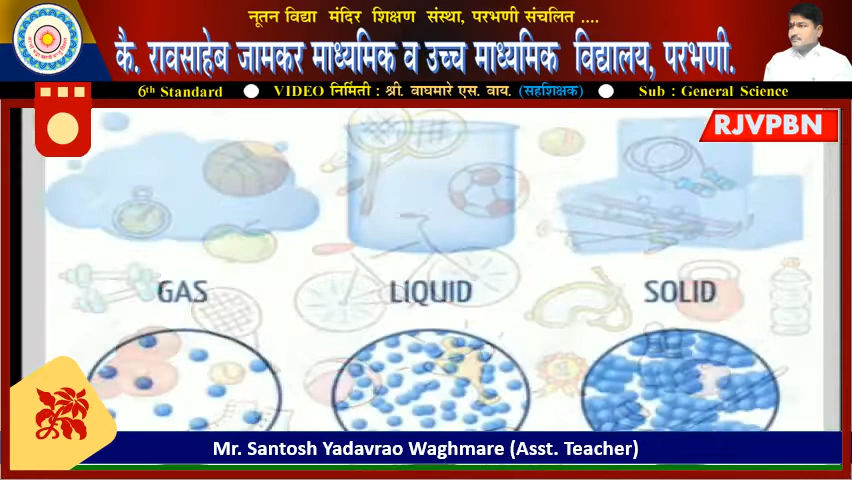 नूतन विद्या मंदिर शिक्षण संस्था, परभणी संचलित ....
कै. रावसाहेब जामकर माध्यमिक व उच्च माध्यमिक विद्यालय, परभणी.
6th Standard VIDEO निर्मिती : श्री. वाघमारे एस. वाय. (सहशिक्षक) Sub : General Science
RJVPBN
GAS LIQUID SOLID
Mr. Santosh Yadavrao Waghmare (Asst. Teacher)